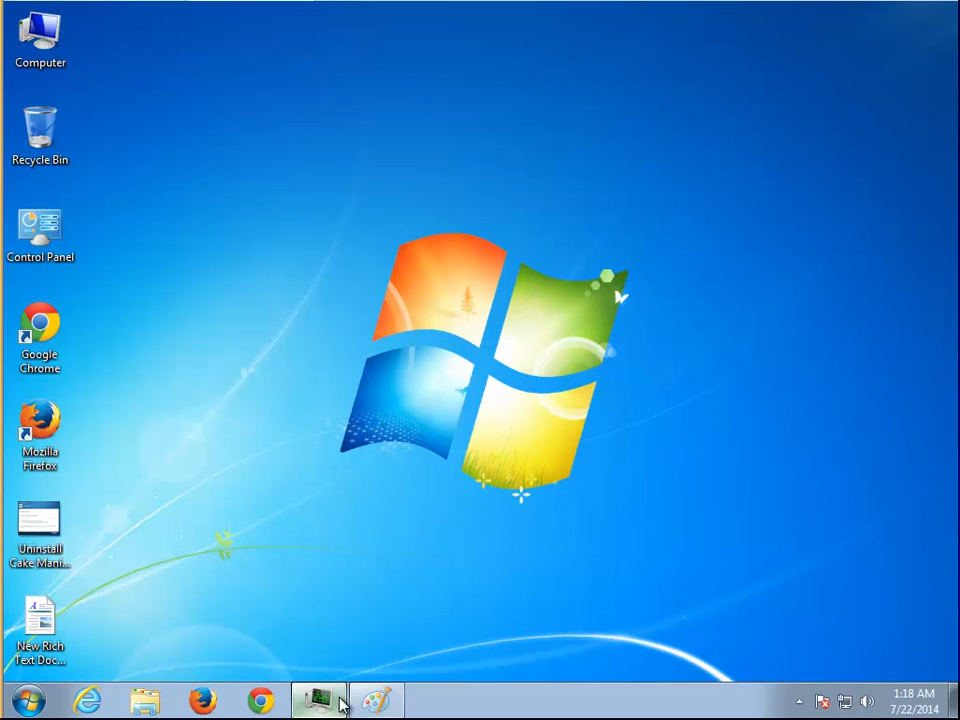 Computer
Recycle Bin
Control Panel
Google
Chrome
Mozilla
Firefox
Uninstall
Cake Mani...
New Rich
Text Doc...
1:18 AM
7/22/2014